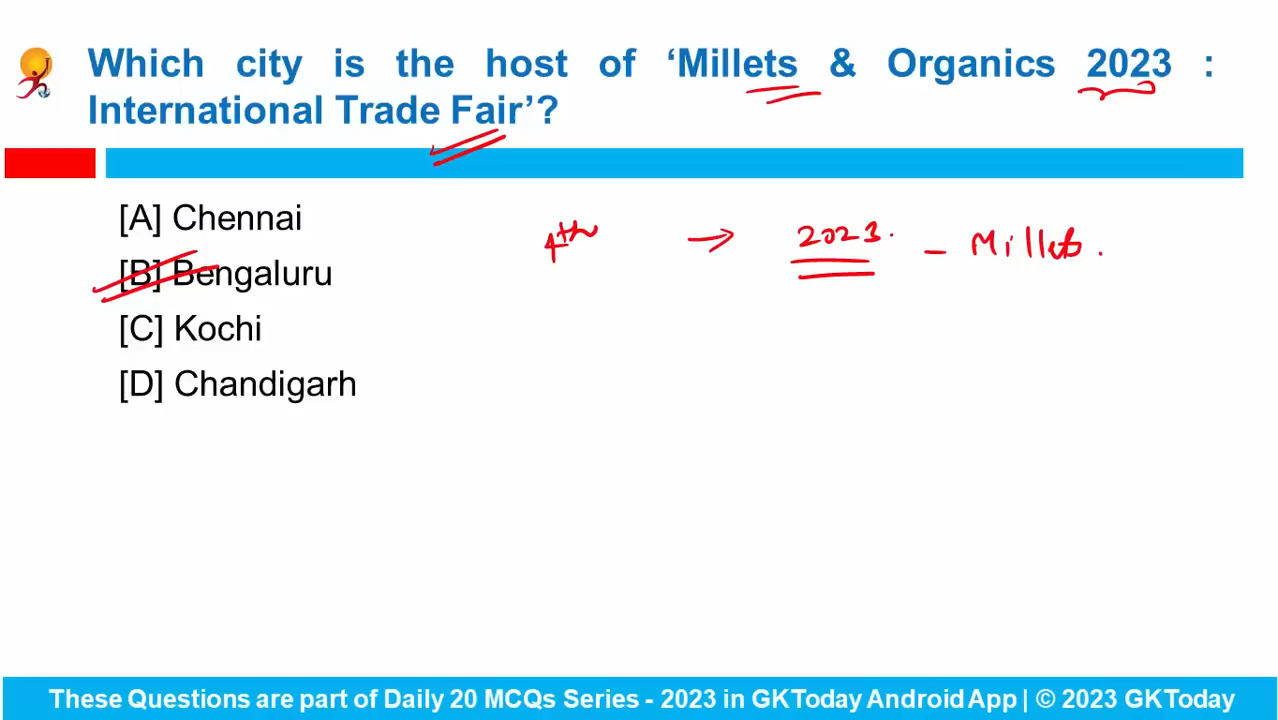 Which city is the host of ‘Millets & Organics 2023 :
International Trade Fair’?
[A] Chennai
4th → 2023. - Millets.
[B] Bengaluru
[C] Kochi
[D] Chandigarh
These Questions are part of Daily 20 MCQs Series - 2023 in GKToday Android App | © 2023 GKToday